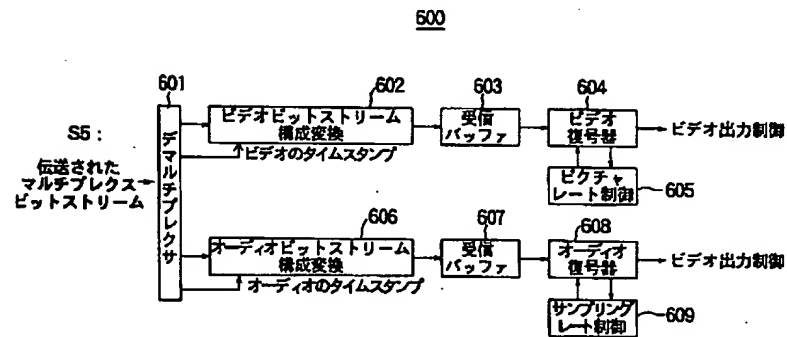 600
601
602
603
604
S5:
伝送された
マルチプレクス
ビットストリーム
デマルチプレクサ
ビデオビットストリーム
構成変換
ビデオのタイムスタンプ
受信
バッファ
ビデオ
復号器
ビデオ出力制御
ピクチャ
レート制御
605
606
607
608
オーディオビットストリーム
構成変換
オーディオのタイムスタンプ
受信
バッファ
オーディオ
復号器
ビデオ出力制御
サンプリング
レート制御
609